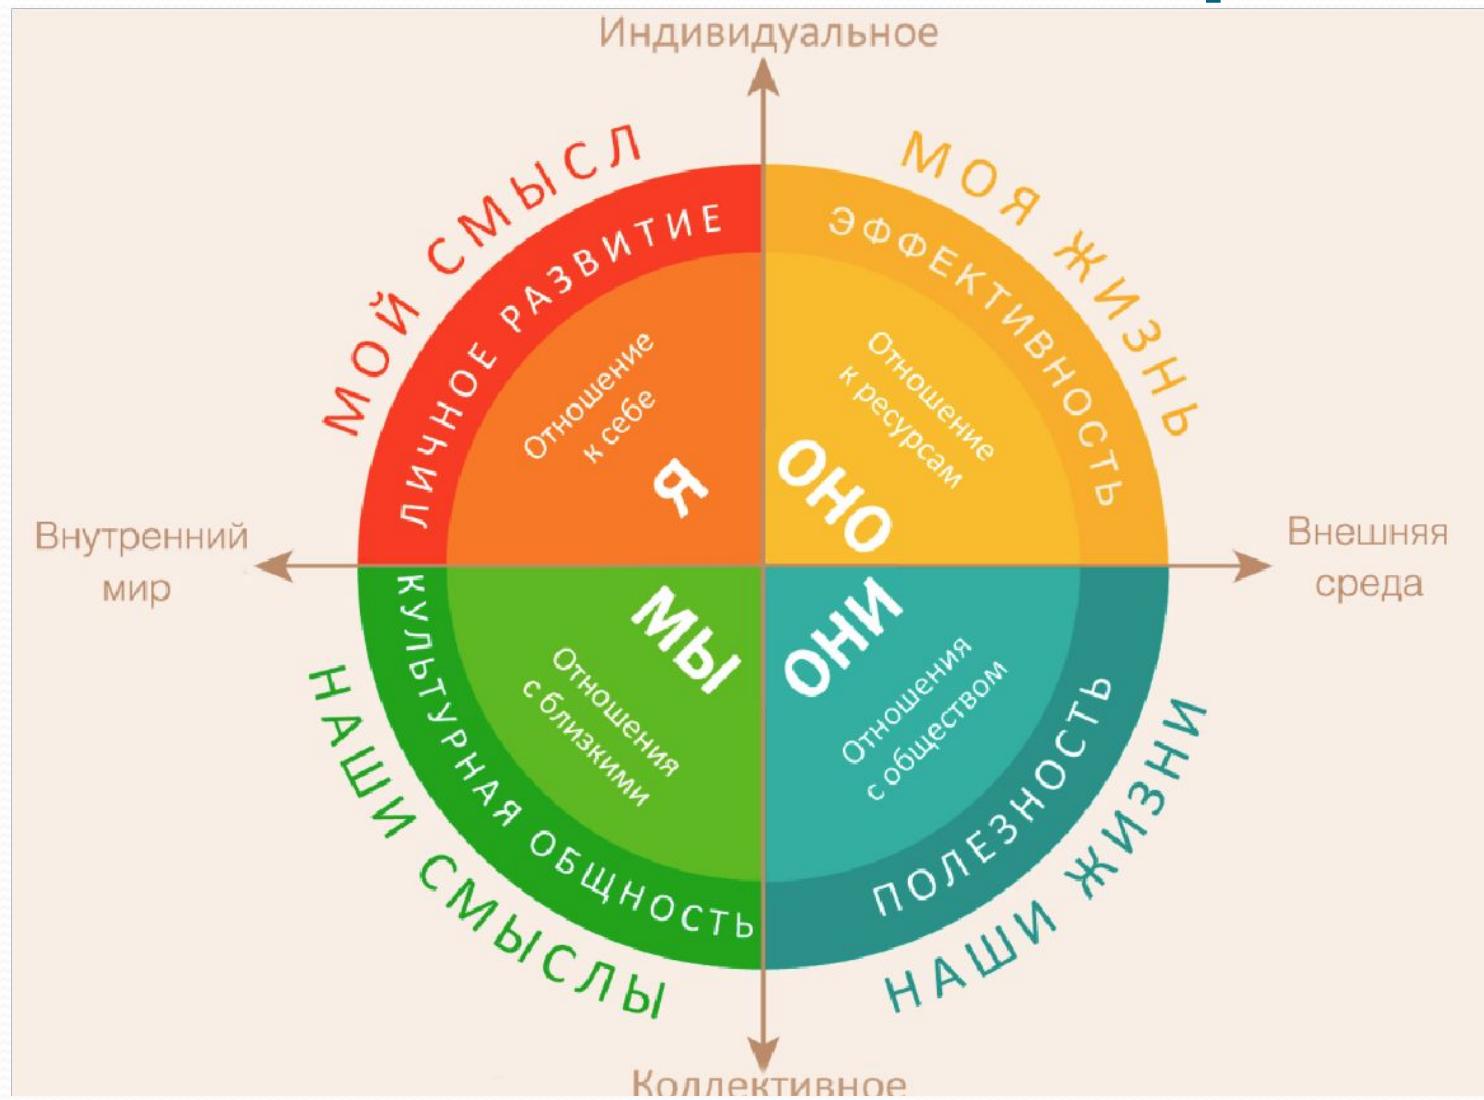 Индивидуальное
МОЙ СМЫСЛ
МОЯ ЖИЗНЬ
ЛИЧНОЕ РАЗВИТИЕ
ЭФФЕКТИВНОСТЬ
Отношение
к себе
Я
Отношение
к ресурсам
ОНО
Внутренний
мир
Внешняя
среда
МЫ
Отношения
с близкими
ОНИ
Отношения
с обществом
КУЛЬТУРНАЯ ОБЩНОСТЬ
ПОЛЕЗНОСТЬ
НАШИ СМЫСЛЫ
НАШИ ЖИЗНИ
Коллективное